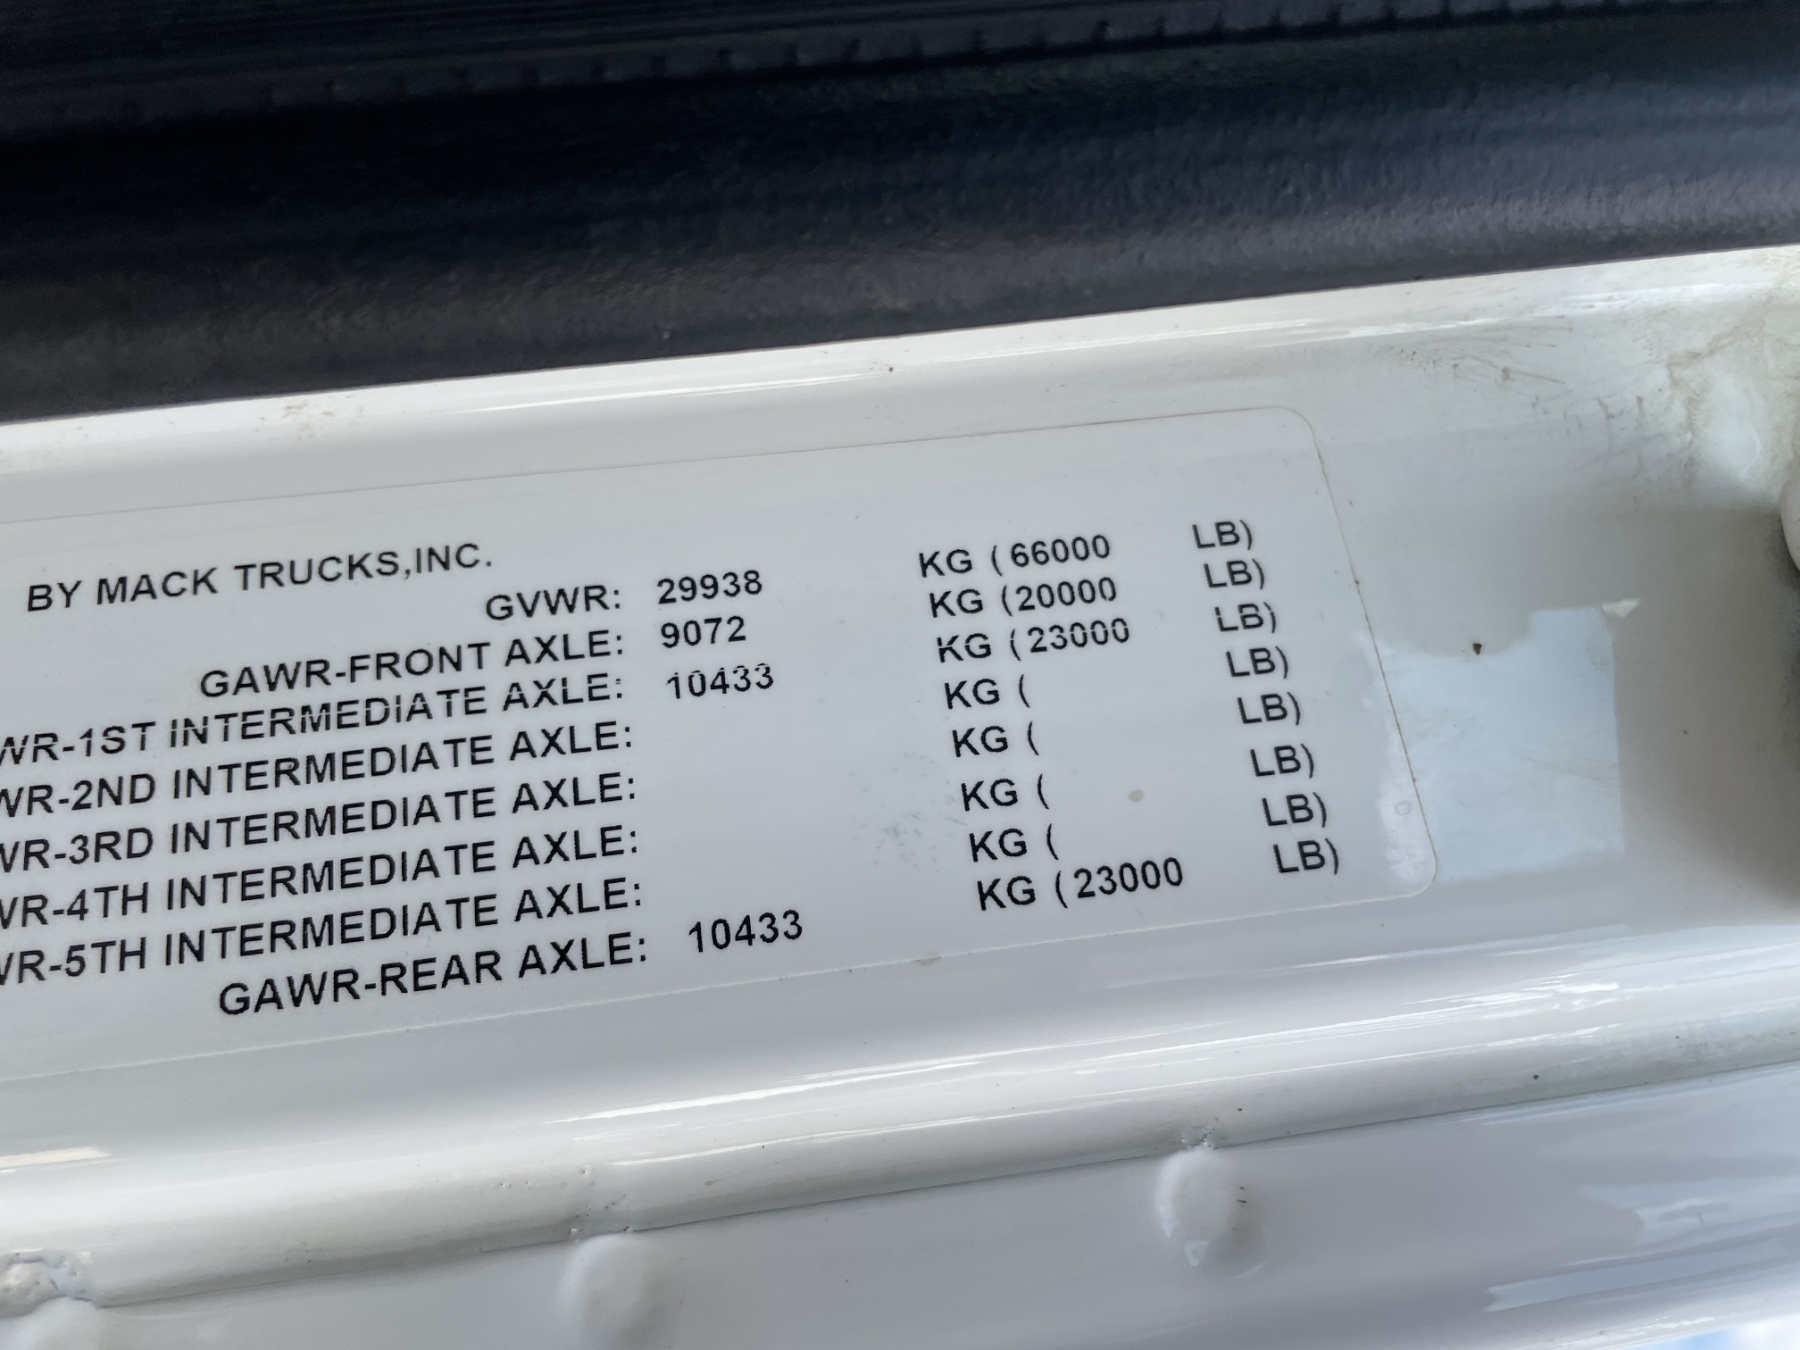 BY MACK TRUCKS,INC.
GVWR: 29938 KG (66000 LB)
GAWR-FRONT AXLE: 9072 KG (20000 LB)
WR-1ST INTERMEDIATE AXLE: 10433 KG (23000 LB)
WR-2ND INTERMEDIATE AXLE: KG ( LB)
WR-3RD INTERMEDIATE AXLE: KG ( LB)
WR-4TH INTERMEDIATE AXLE: KG ( LB)
WR-5TH INTERMEDIATE AXLE: KG ( LB)
GAWR-REAR AXLE: 10433 KG (23000 LB)